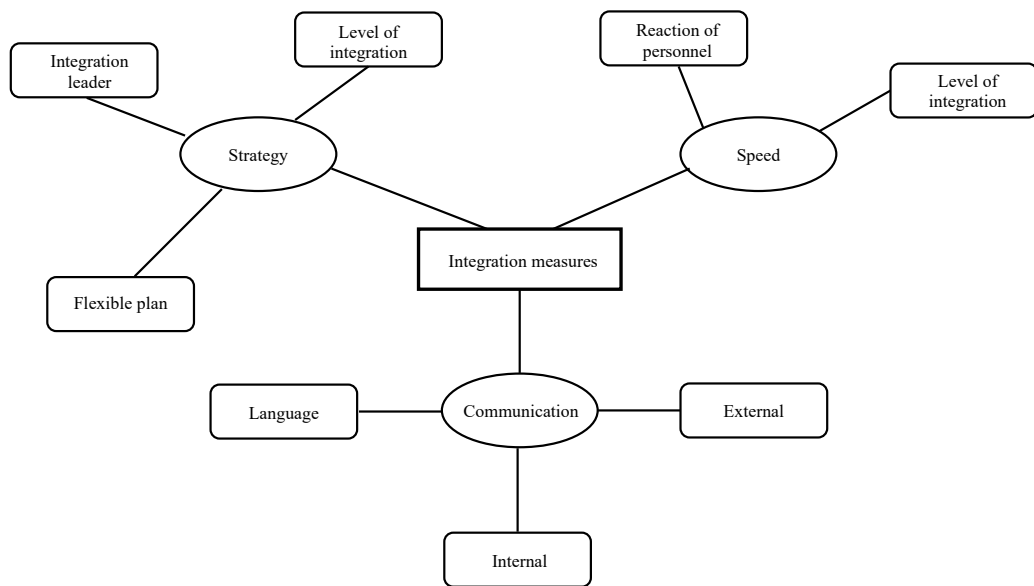 Integration
leader
Level of
integration
Reaction of
personnel
Level of
integration
Strategy
Speed
Integration measures
Flexible plan
Language
Communication
External
Internal